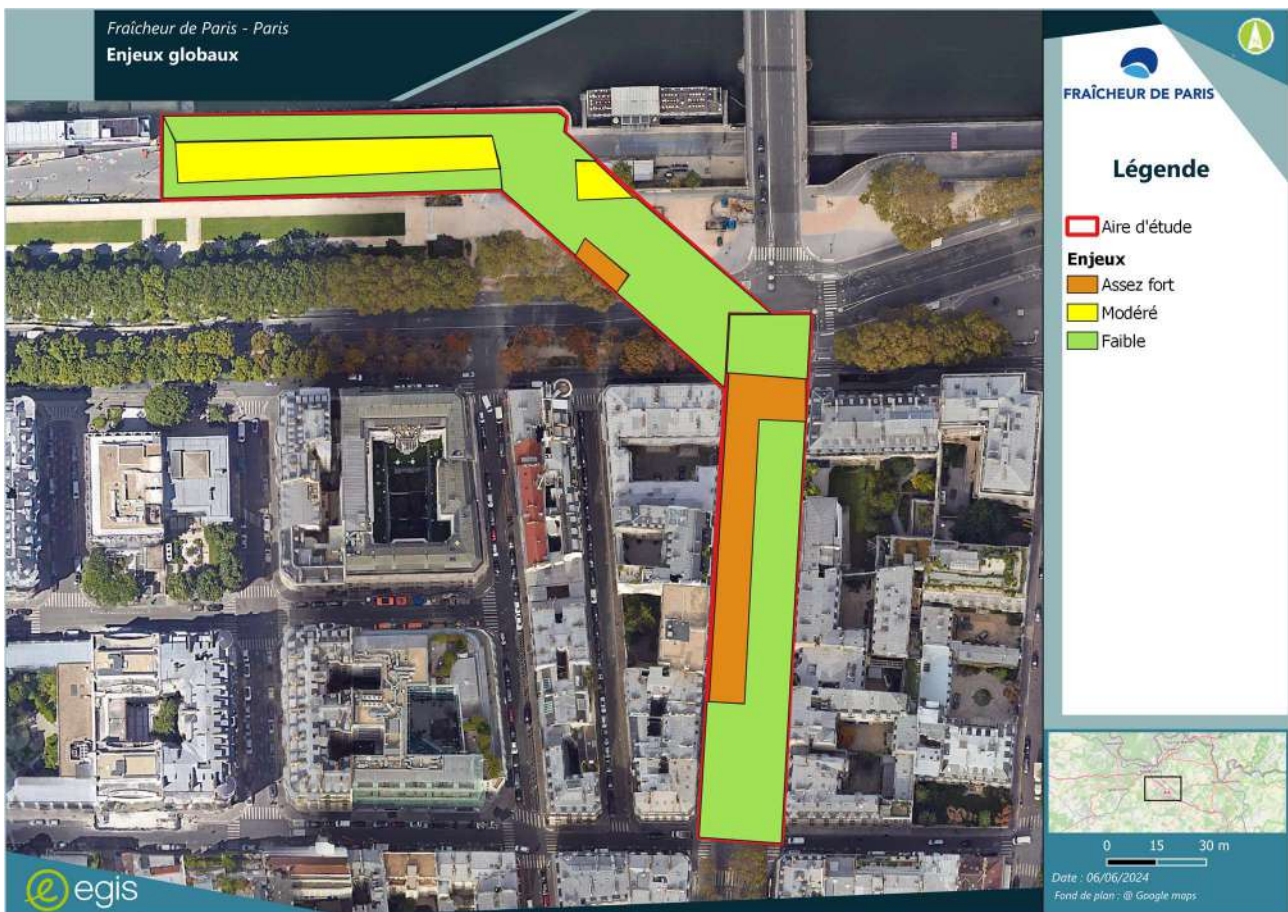 Fraîcheur de Paris - Paris
Enjeux globaux
FRAÎCHEUR DE PARIS
Légende
Aire d'étude
Enjeux
Assez fort
Modéré
Faible
0 15 30 m
Date : 06/06/2024
Fond de plan : @ Google maps
egis